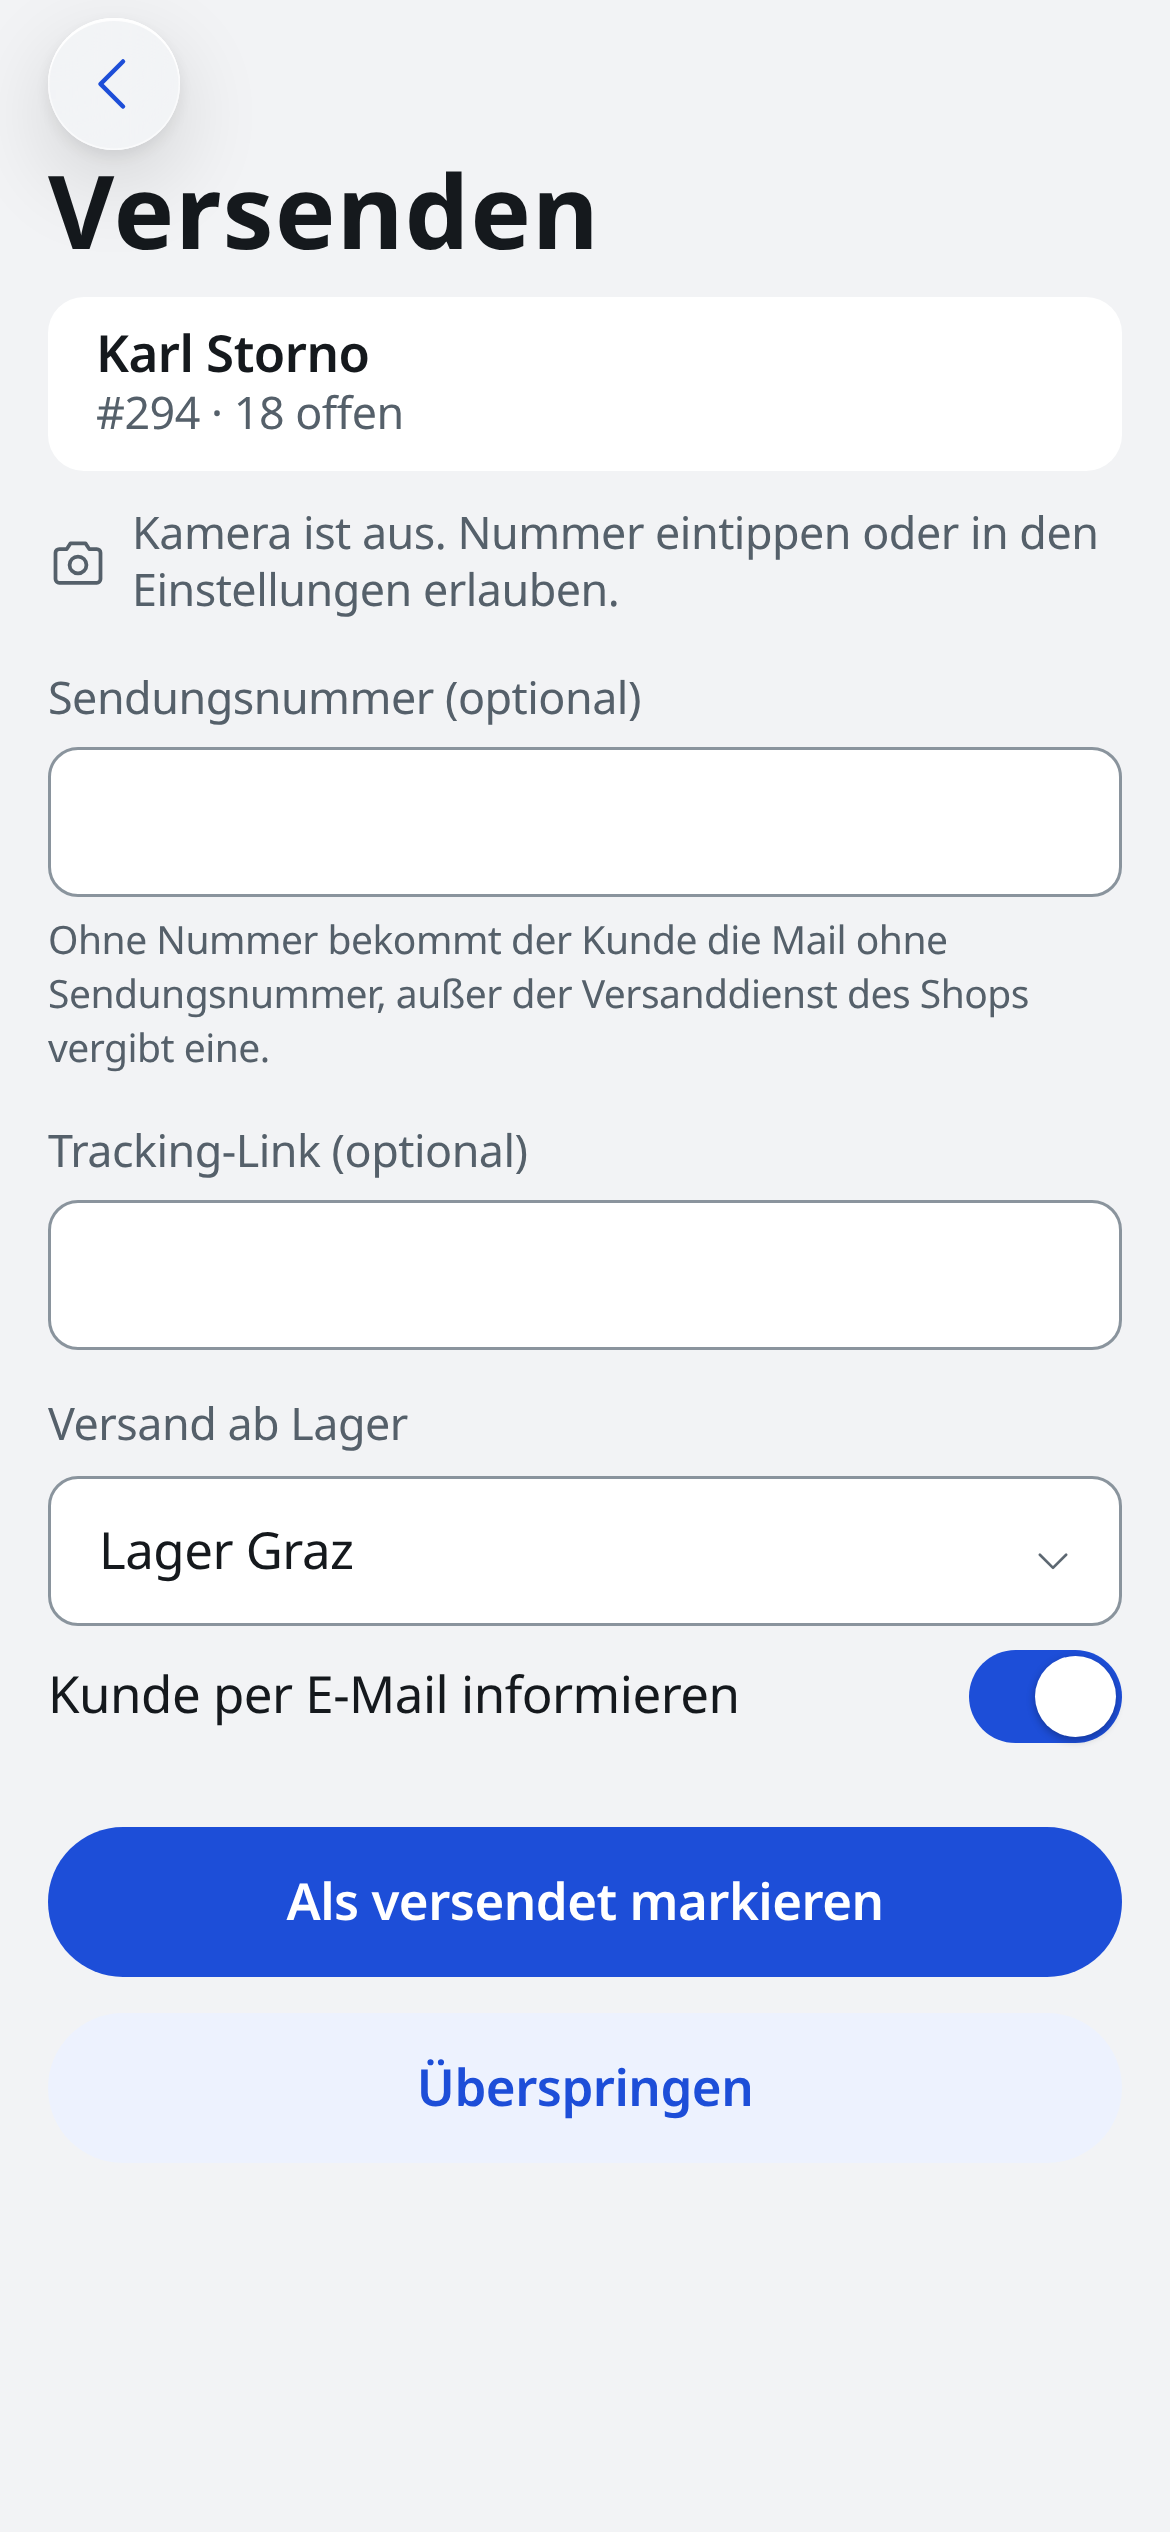 Versenden
Karl Storno
#294 · 18 offen
Kamera ist aus. Nummer eintippen oder in den
Einstellungen erlauben.
Sendungsnummer (optional)
Ohne Nummer bekommt der Kunde die Mail ohne
Sendungsnummer, außer der Versanddienst des Shops
vergibt eine.
Tracking-Link (optional)
Versand ab Lager
Lager Graz
Kunde per E-Mail informieren
Als versendet markieren
Überspringen